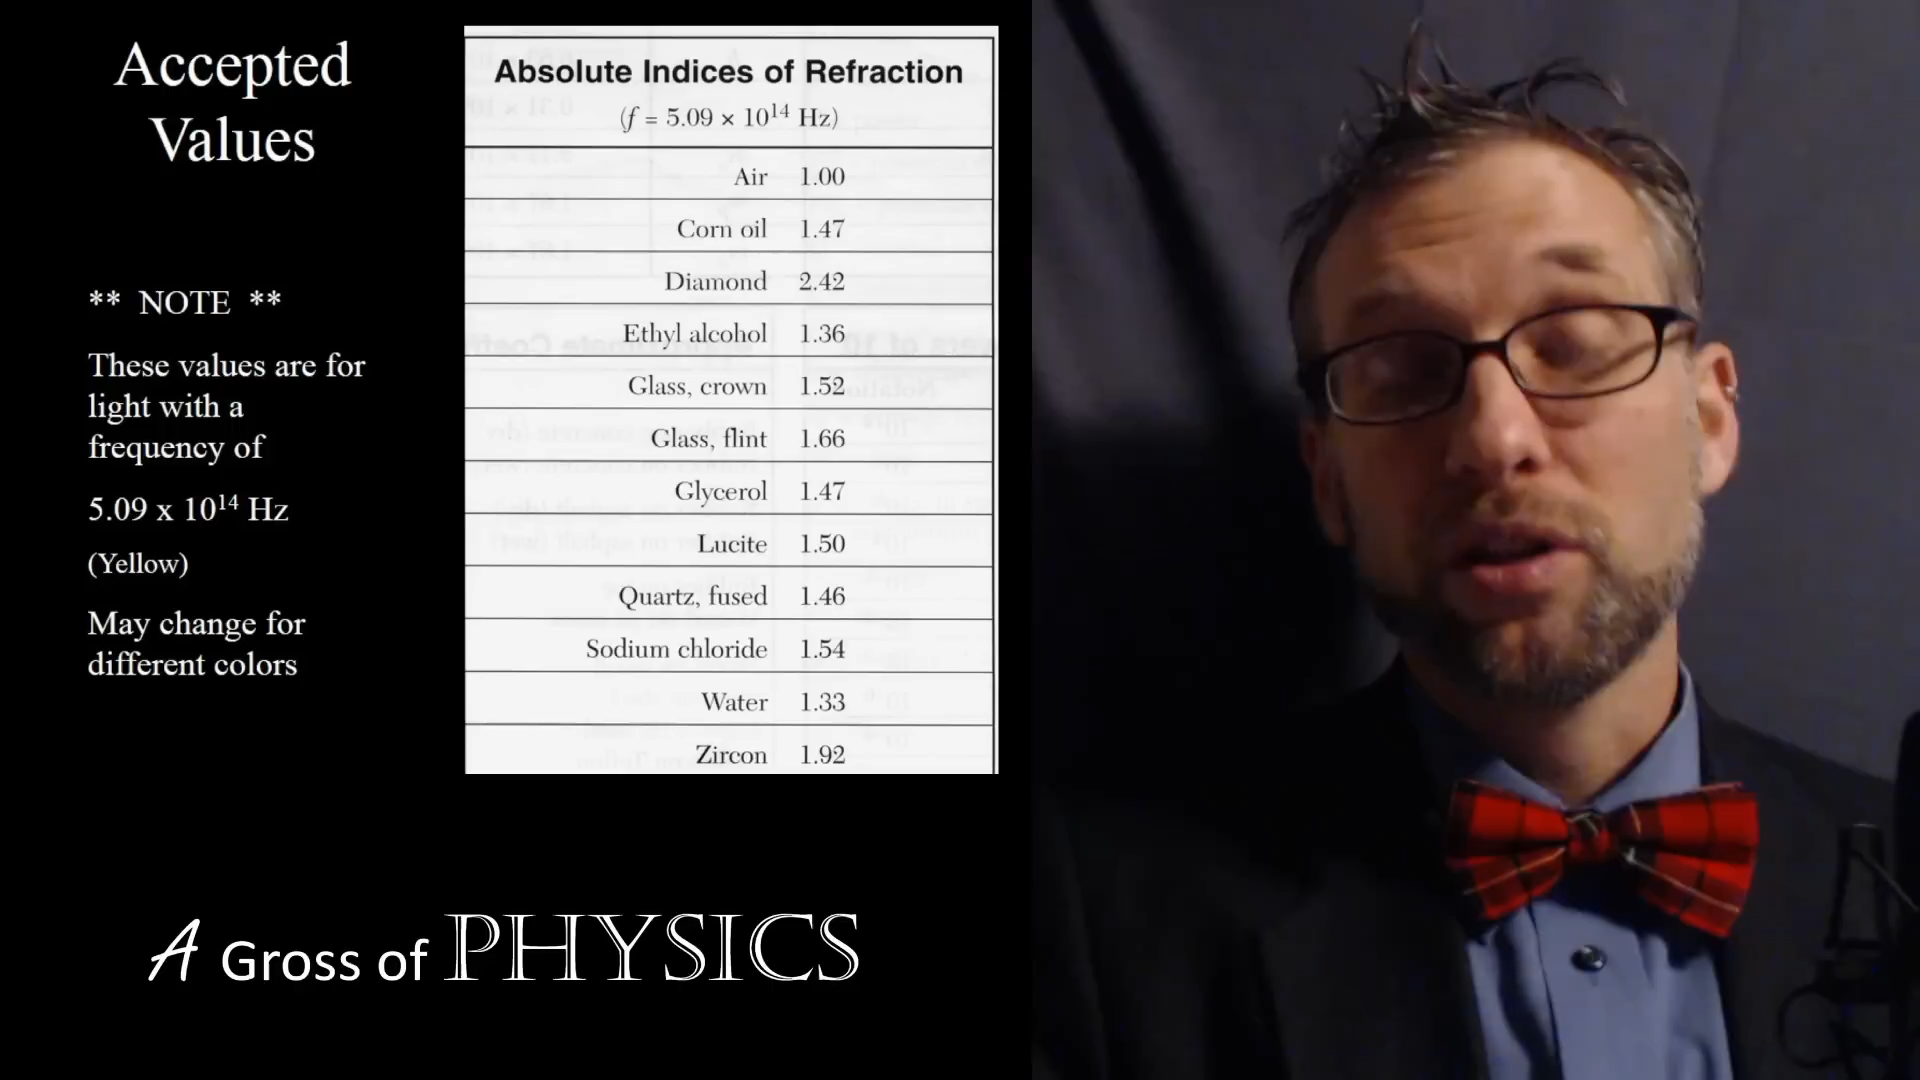 Accepted
Values
** NOTE **
These values are for
light with a
frequency of
5.09 x 10¹⁴ Hz
(Yellow)
May change for
different colors
Absolute Indices of Refraction
(f = 5.09 × 10¹⁴ Hz)
Air 1.00
Corn oil 1.47
Diamond 2.42
Ethyl alcohol 1.36
Glass, crown 1.52
Glass, flint 1.66
Glycerol 1.47
Lucite 1.50
Quartz, fused 1.46
Sodium chloride 1.54
Water 1.33
Zircon 1.92
A Gross of PHYSICS